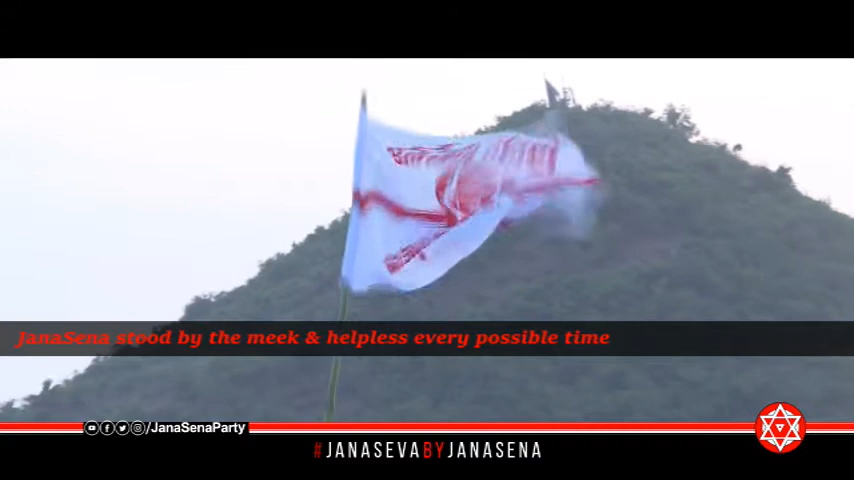 JanaSena stood by the meek & helpless every possible time
/JanaSenaParty
#JANASEVABYJANASENA